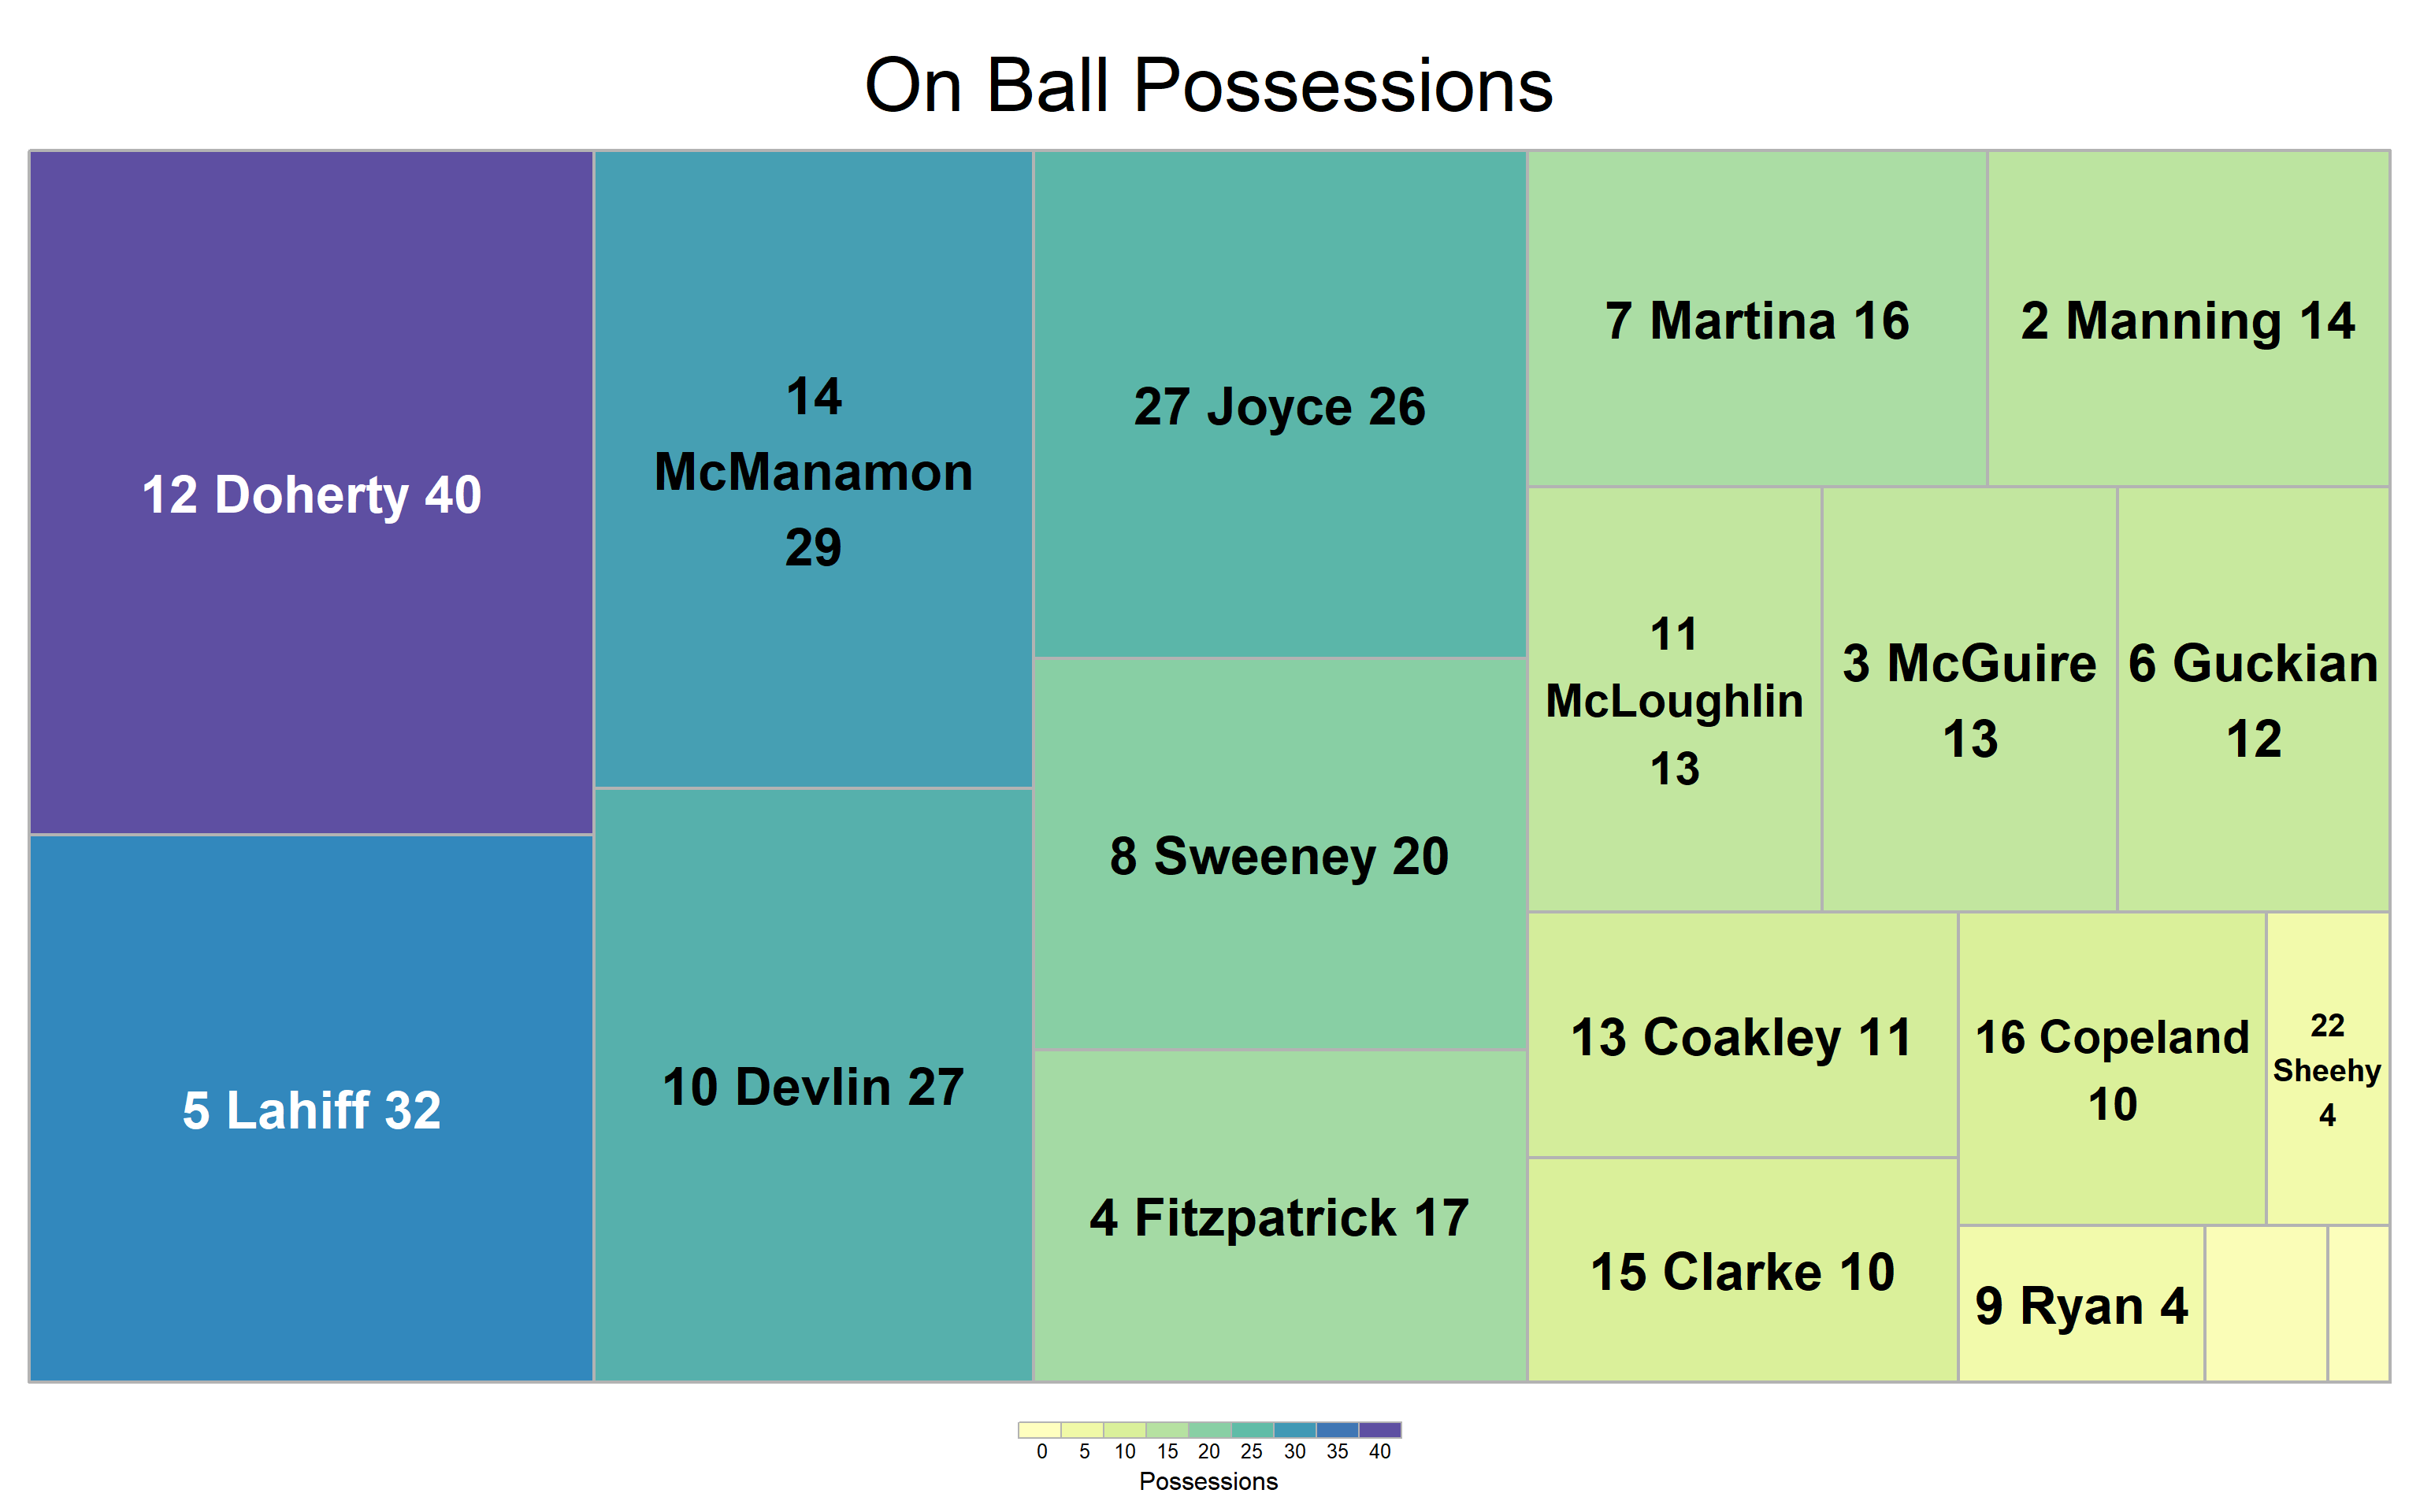 On Ball Possessions
12 Doherty 40
5 Lahiff 32
14
McManamon
29
10 Devlin 27
27 Joyce 26
8 Sweeney 20
4 Fitzpatrick 17
7 Martina 16
2 Manning 14
11
McLoughlin
13
3 McGuire
13
6 Guckian
12
13 Coakley 11
15 Clarke 10
16 Copeland
10
22
Sheehy
4
9 Ryan 4
0 5 10 15 20 25 30 35 40
Possessions